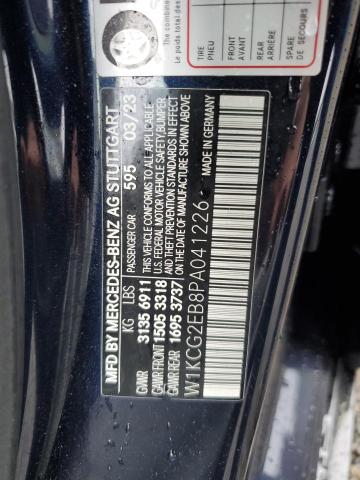 The combine
Le poids total des
TIRE
PNEU
FRONT
AVANT
REAR
ARRIÈRE
SPARE
DE SECOURS
MFD BY MERCEDES-BENZ AG STUTTGART
PASSENGER CAR 595 03/23
KG LBS
GVWR 3135 6911
GAWR FRONT 1505 3318
GAWR REAR 1695 3737
THIS VEHICLE CONFORMS TO ALL APPLICABLE
U.S. FEDERAL MOTOR VEHICLE SAFETY, BUMPER,
AND THEFT PREVENTION STANDARDS IN EFFECT
ON THE DATE OF MANUFACTURE SHOWN ABOVE
W1KCG2EB8PA041226
MADE IN GERMANY